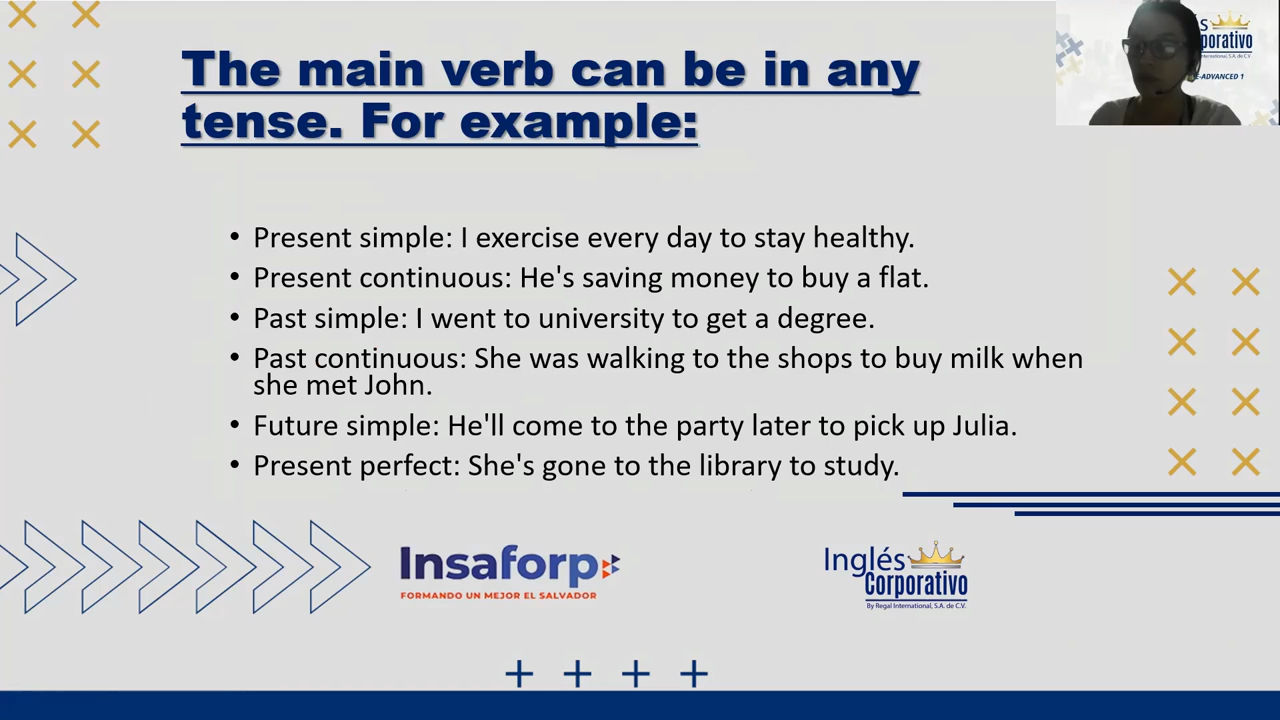 The main verb can be in any
tense. For example:
• Present simple: I exercise every day to stay healthy.
• Present continuous: He's saving money to buy a flat.
• Past simple: I went to university to get a degree.
• Past continuous: She was walking to the shops to buy milk when
she met John.
• Future simple: He'll come to the party later to pick up Julia.
• Present perfect: She's gone to the library to study.
Insaforp
FORMANDO UN MEJOR EL SALVADOR
Inglés
Corporativo
By Regal International, S.A. de C.V.